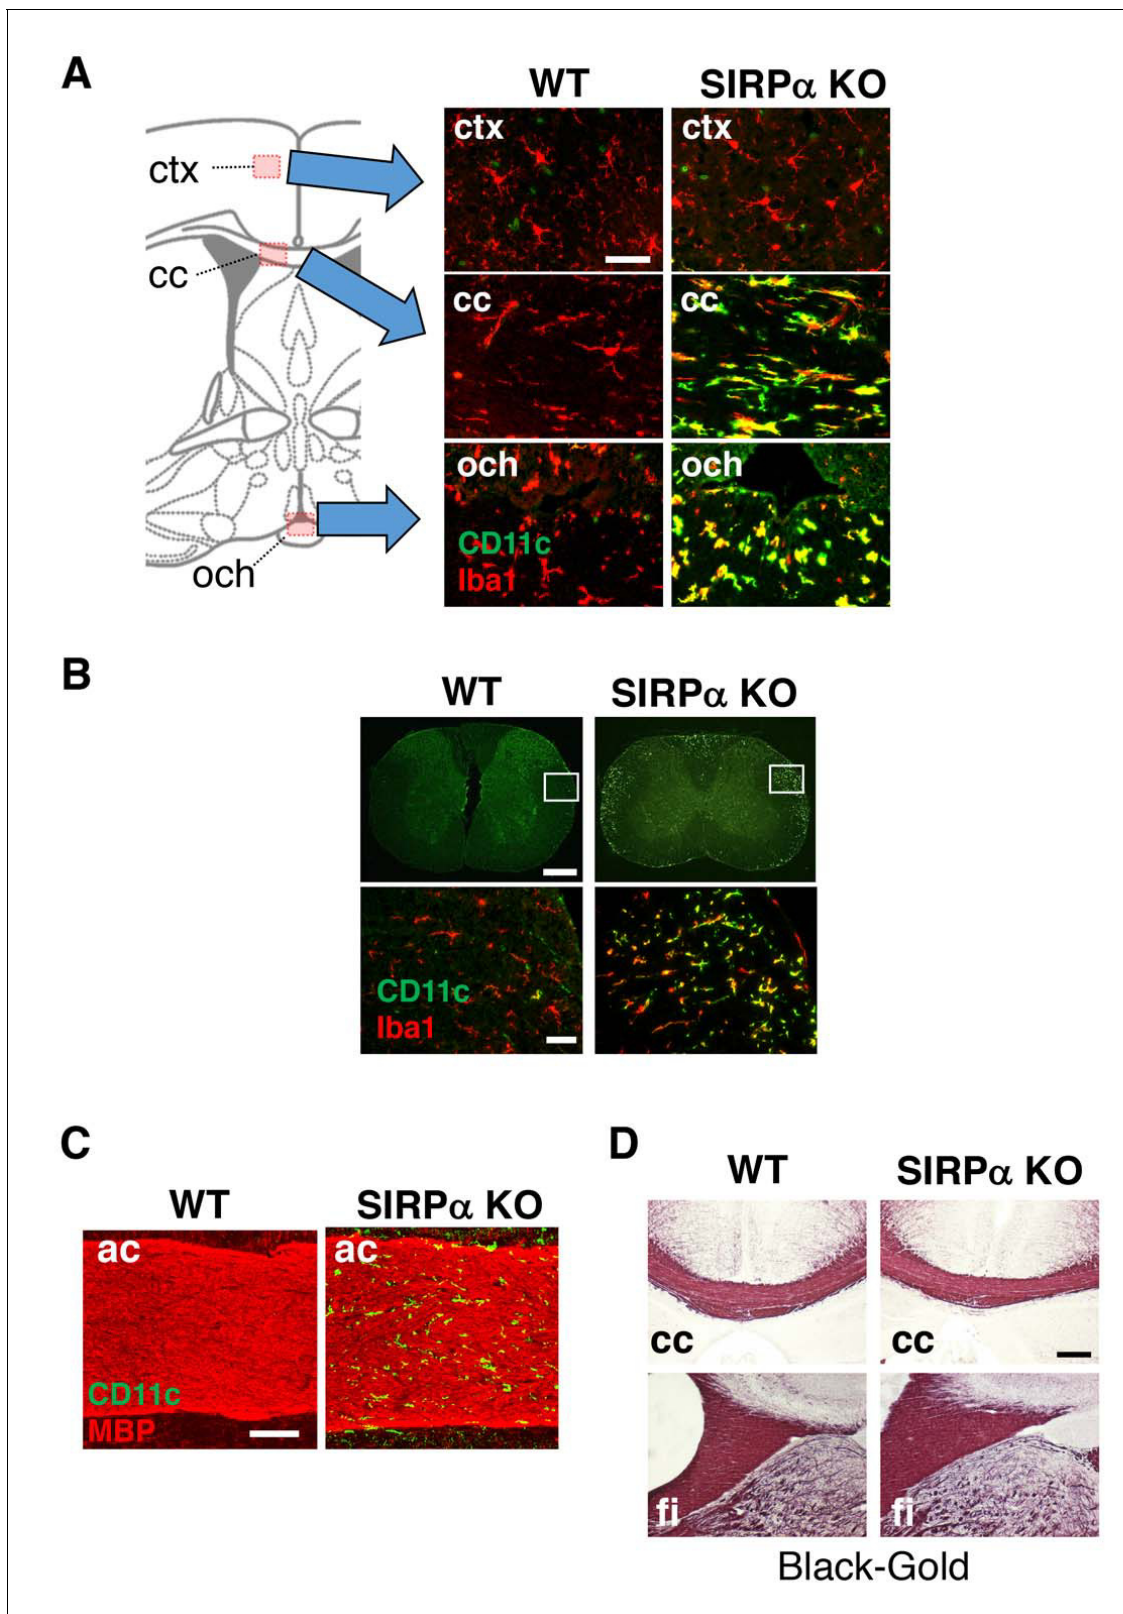 A
WT
SIRPα KO
ctx
cc
och
ctx
ctx
cc
cc
och
och
CD11c
Iba1
B
WT
SIRPα KO
CD11c
Iba1
C
WT
SIRPα KO
ac
ac
CD11c
MBP
D
WT
SIRPα KO
cc
cc
fi
fi
Black-Gold